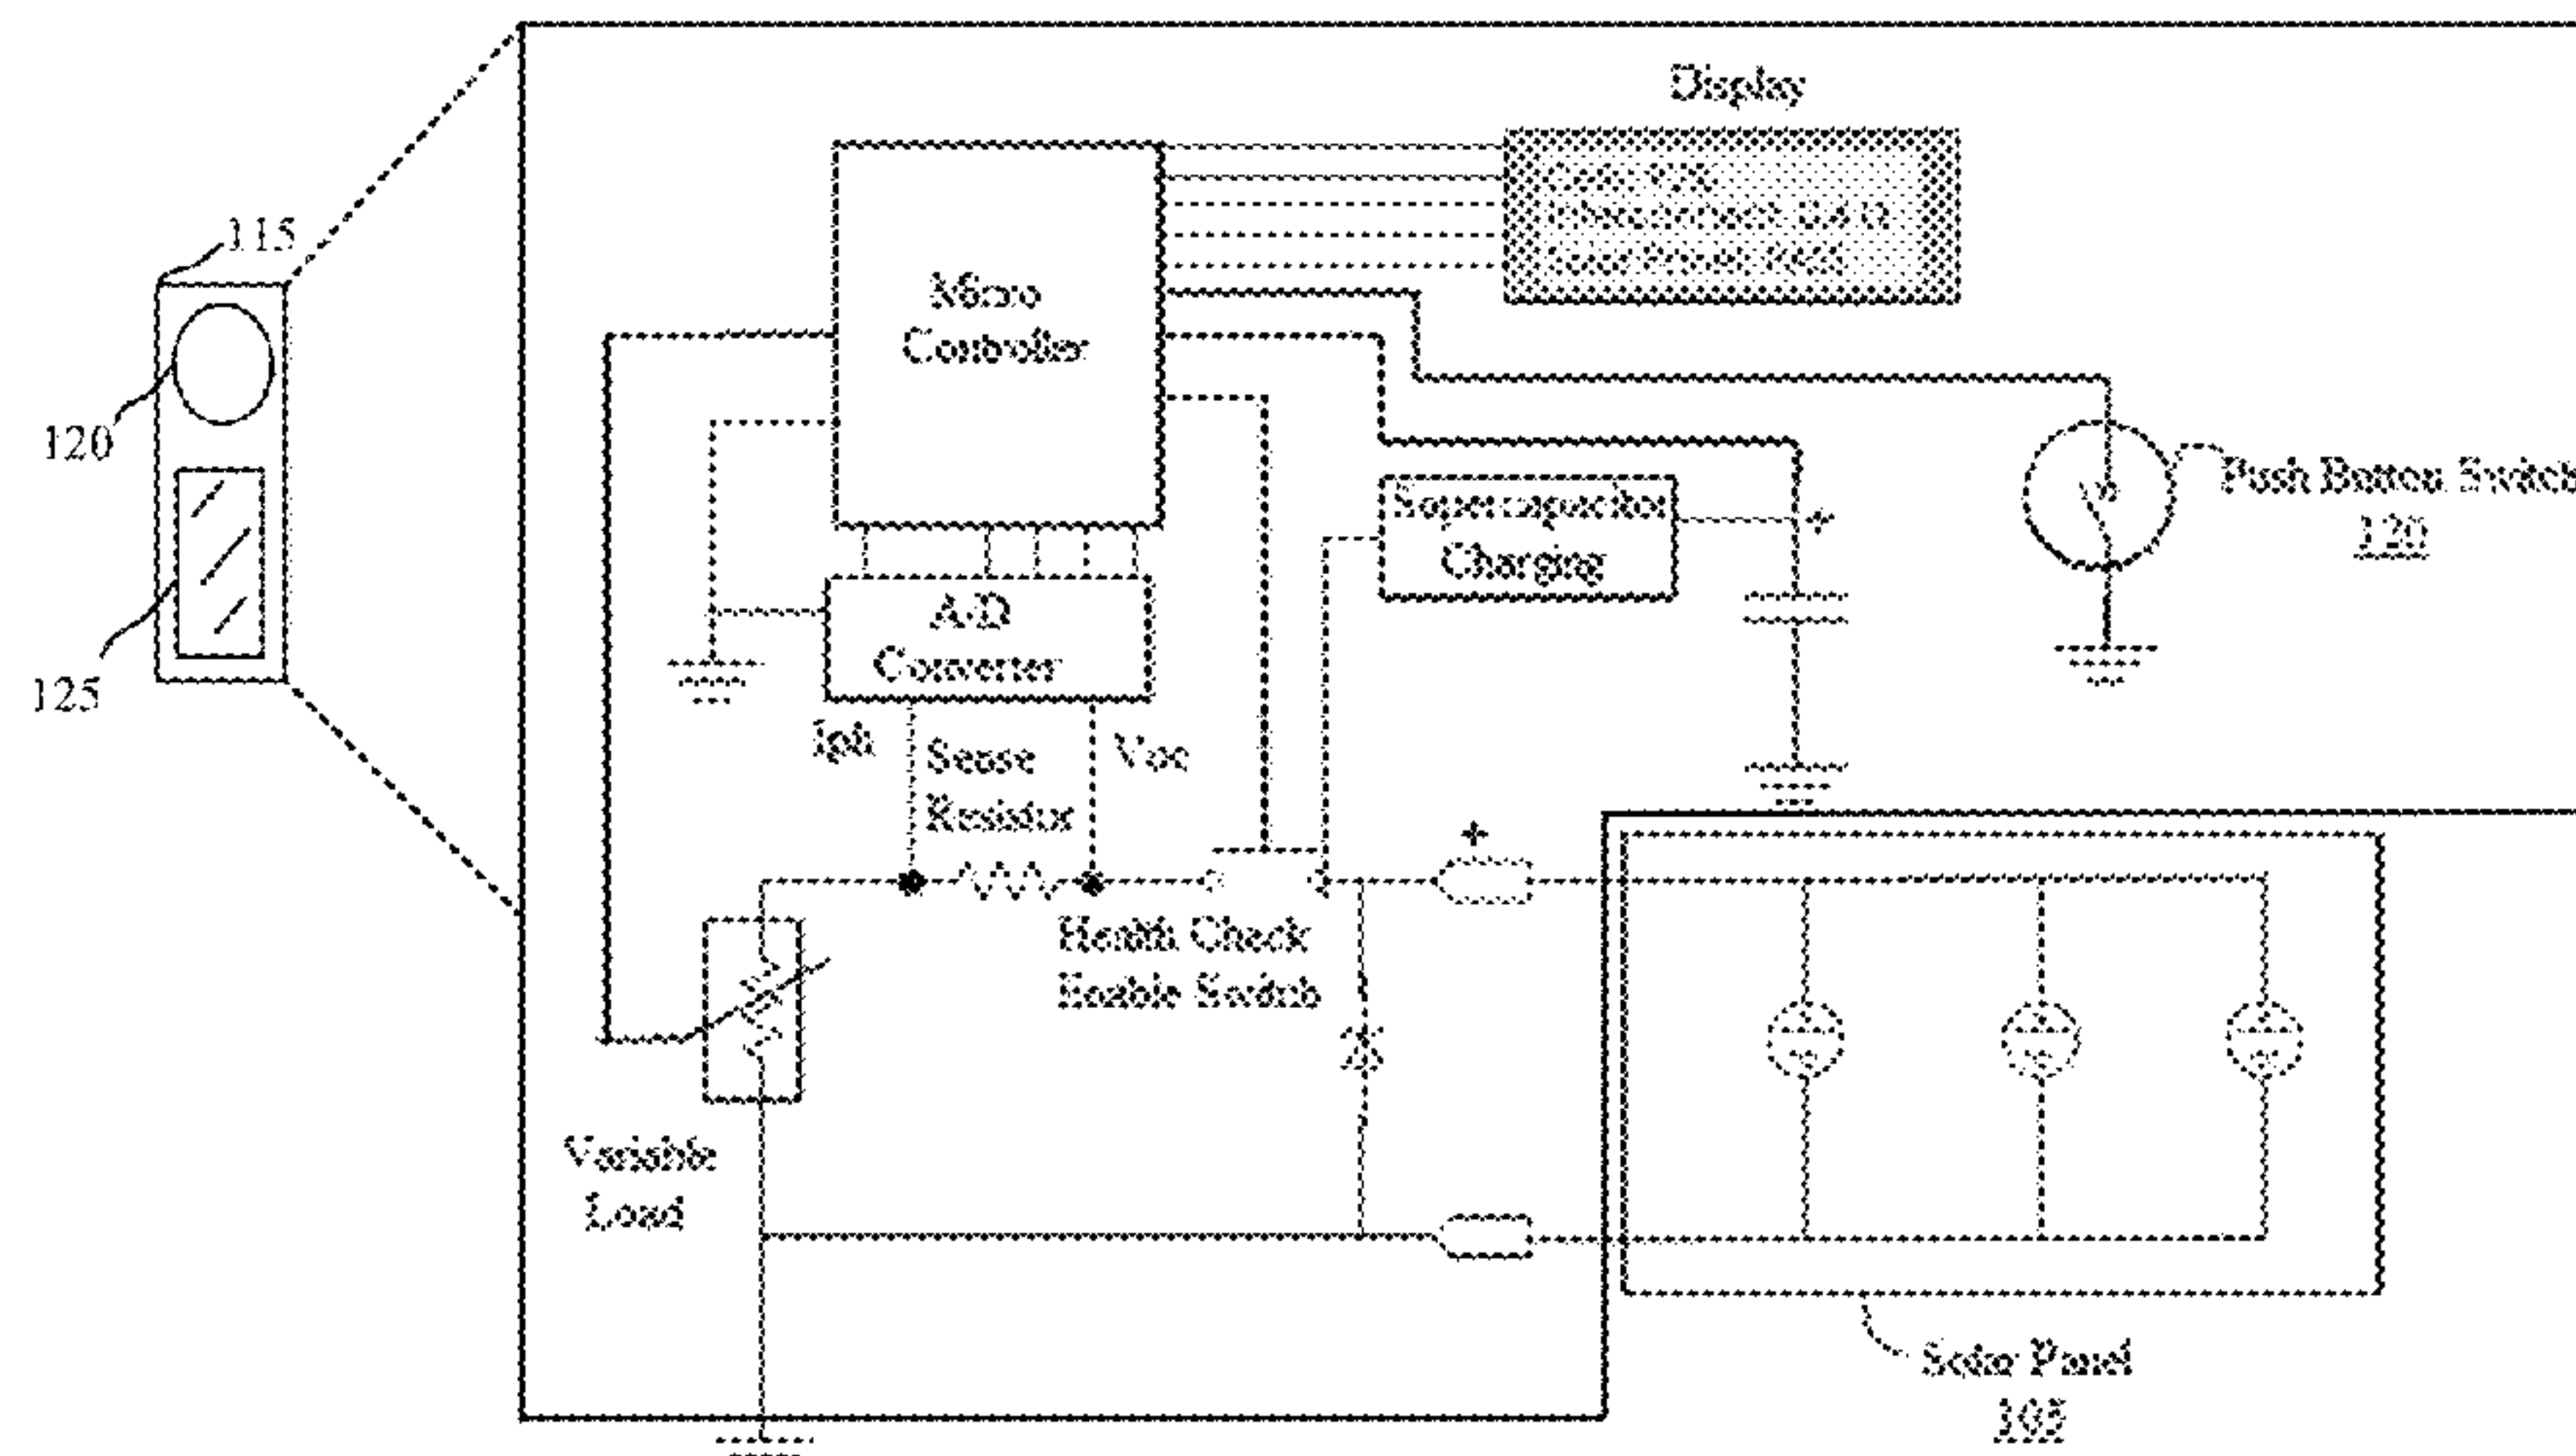 Display
115
Micro
Controller
120
Push Button Switch
120
Supercapacitor
Charging
A/D
Converter
125
Iph
Sense
Resistor
Voc
+
+
Health Check
Enable Switch
Variable
Load
Solar Panel
105